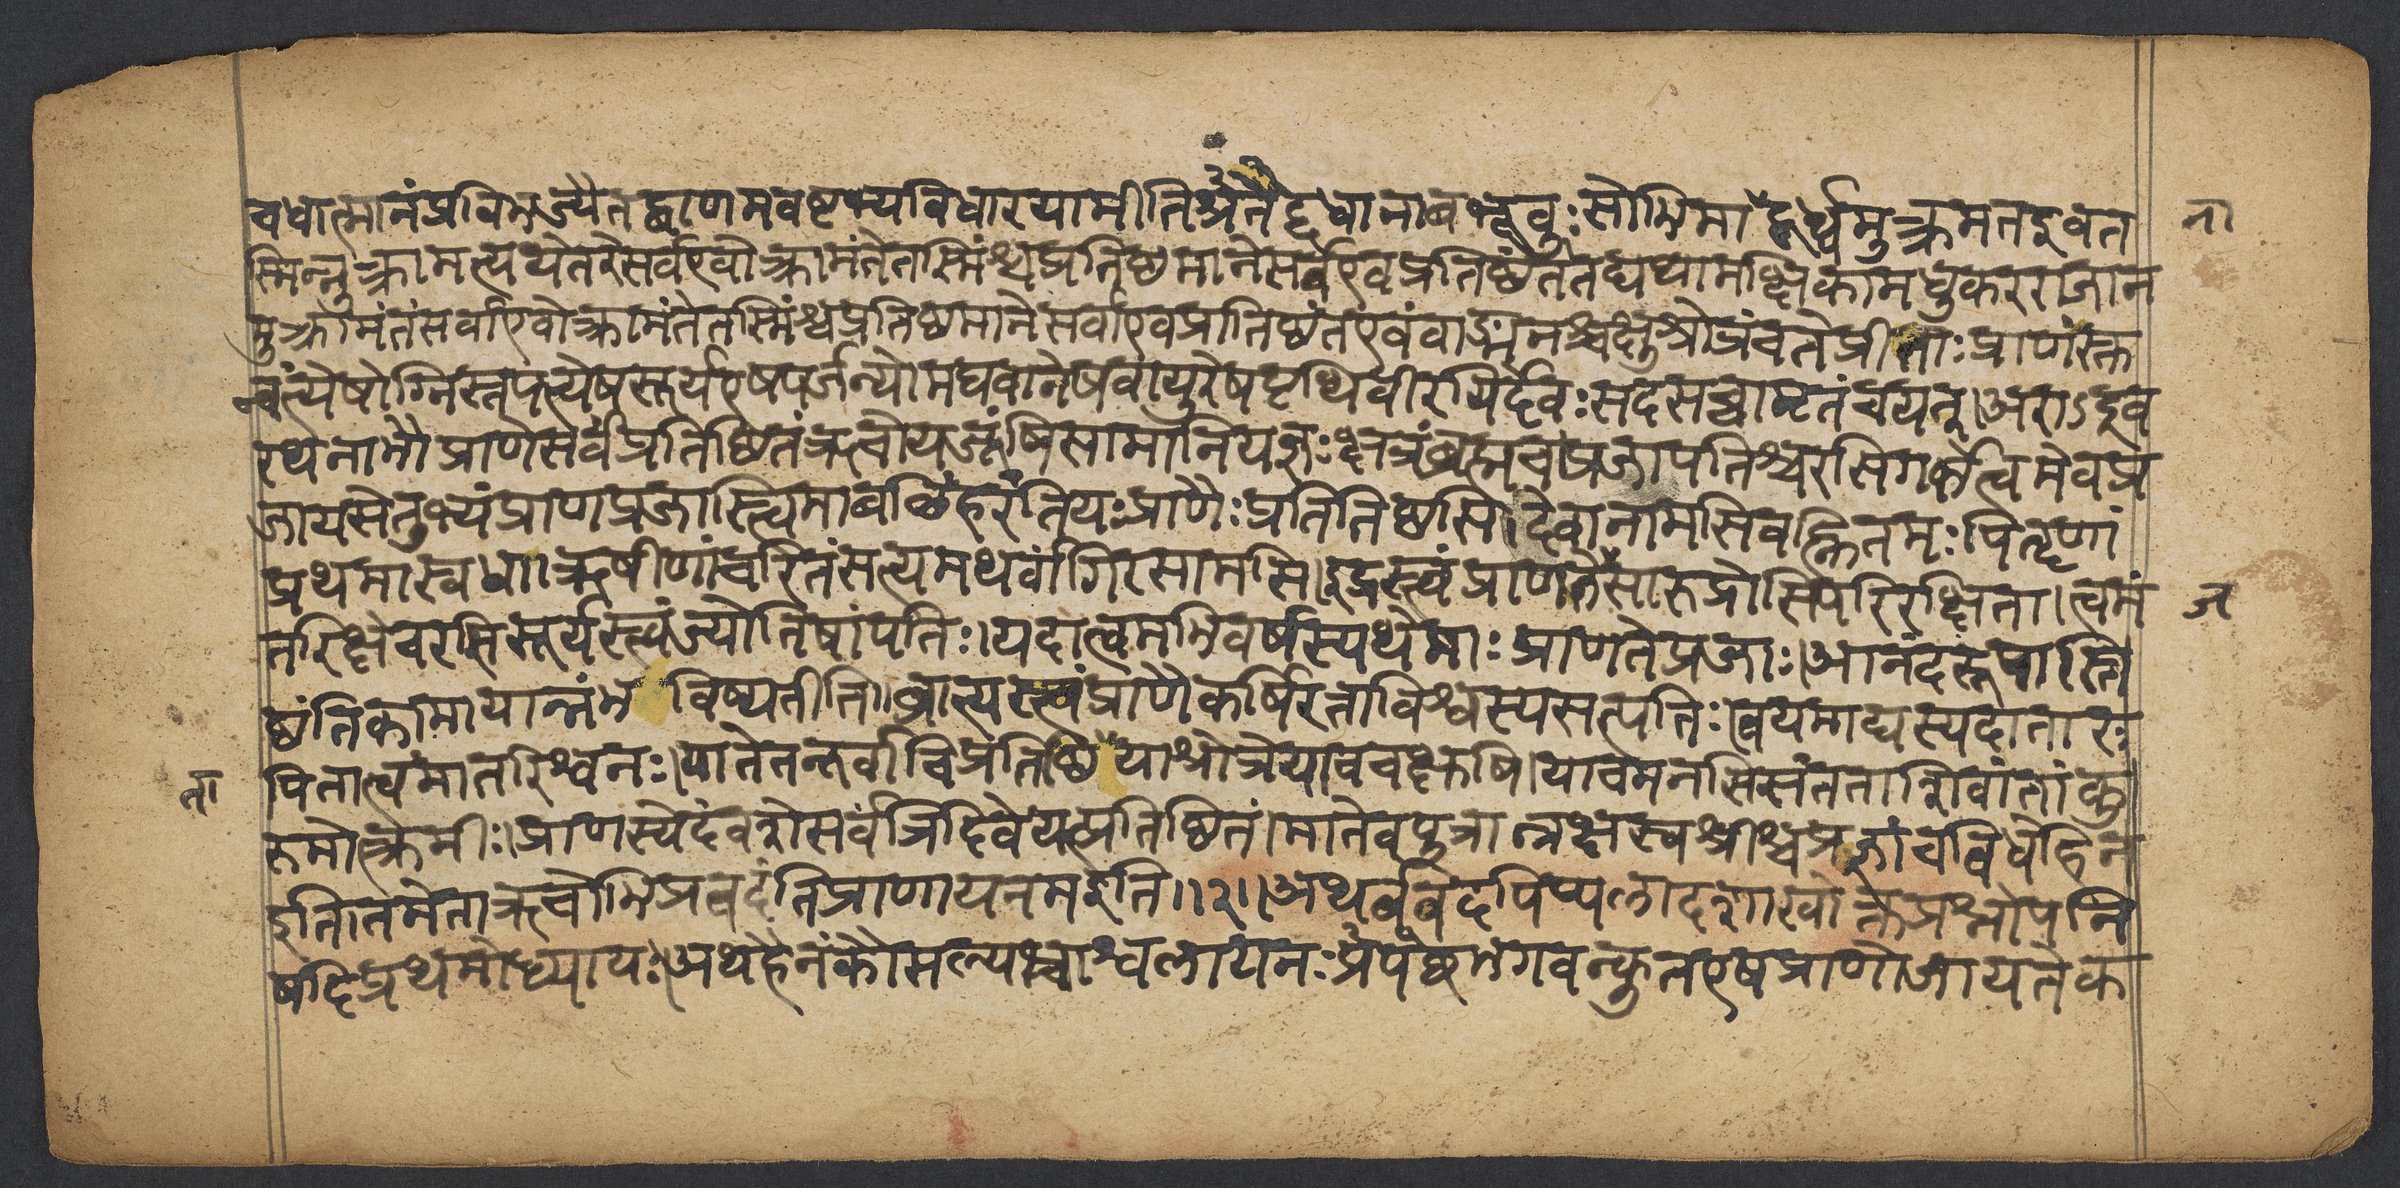 चधात्मानंप्रविभज्यैतद्बाणमवष्टभ्यविधारयामीतितेश्रद्दधानाबभूवुःसोभिमानादूर्ध्वमुत्क्रमतइवत
स्मिन्नुत्क्रामत्यथेतरेसर्वएवोत्क्रामंतेतस्मिंश्चप्रतिष्ठमानेसर्वएवप्रतिष्ठंतेतद्यथामक्षिकामधुकरराजान
मुत्क्रामंतंसर्वाएवोत्क्रामंतेतस्मिंश्चप्रतिष्ठमानेसर्वाएवप्रातिष्ठंतएवंवाङ्मनश्चक्षुश्रोत्रंचतेप्रीताःप्राणंस्तु
न्वंत्येषोग्निस्तपत्येषसूर्यएषपर्जन्योमघवानेषवायुरेषपृथिवीरयिर्देवःसदसच्चामृतंचयत्।अराऽइव
रथनाभौप्राणेसर्वंप्रतिष्ठितंऋचोयजूंषिसामानियज्ञःक्षत्रंब्रह्मच।प्रजापतिश्चरसिगर्भेत्वमेवप्र
जायसेतुभ्यंप्राणप्रजास्त्विमाबलिंहरंतियःप्राणैःप्रतितिष्ठसि।देवानामसिवह्नितमःपितृणां
प्रथमास्वधा।ऋषीणांचरितंसत्यमथर्वांगिरसामसि।इंद्रस्त्वंप्राणतेजसारुद्रोसिपरिरक्षिता।त्वमं
तरिक्षेचरसिसूर्यस्त्वंज्योतिषांपतिः।यदात्वमभिवर्षस्यथेमाःप्राणतेप्रजाः।आनंदरूपास्ति
ष्ठंतिकामायान्नंभविष्यतीति।व्रात्यस्त्वंप्राणैकर्षिरत्ताविश्वस्यसत्पतिः।वयमाद्यस्यदातारः
पितात्वंमातरिश्वनः।यातेतनूर्वाचिप्रतिष्ठितायाश्रोत्रेयाचचक्षुषि।याचमनसिसंततांशिवांतांकु
रुमोत्क्रमीः।प्राणस्येदंवशेसर्वंत्रिदिवेयत्प्रतिष्ठितं।मातेवपुत्रान्रक्षस्वश्रीश्चप्रज्ञांचविधेहिन
इति।तमेताऋचोभिप्रवदंतिप्राणायनमइति॥२॥अथर्ववेदपिप्पलादशाखोक्तप्रश्नोपनि
षदिप्रथमोध्यायः।अथहैनंकौसल्यश्चाश्वलायनःपप्रच्छभगवन्कुतएषप्राणोजायतेक
ना
ज
ता